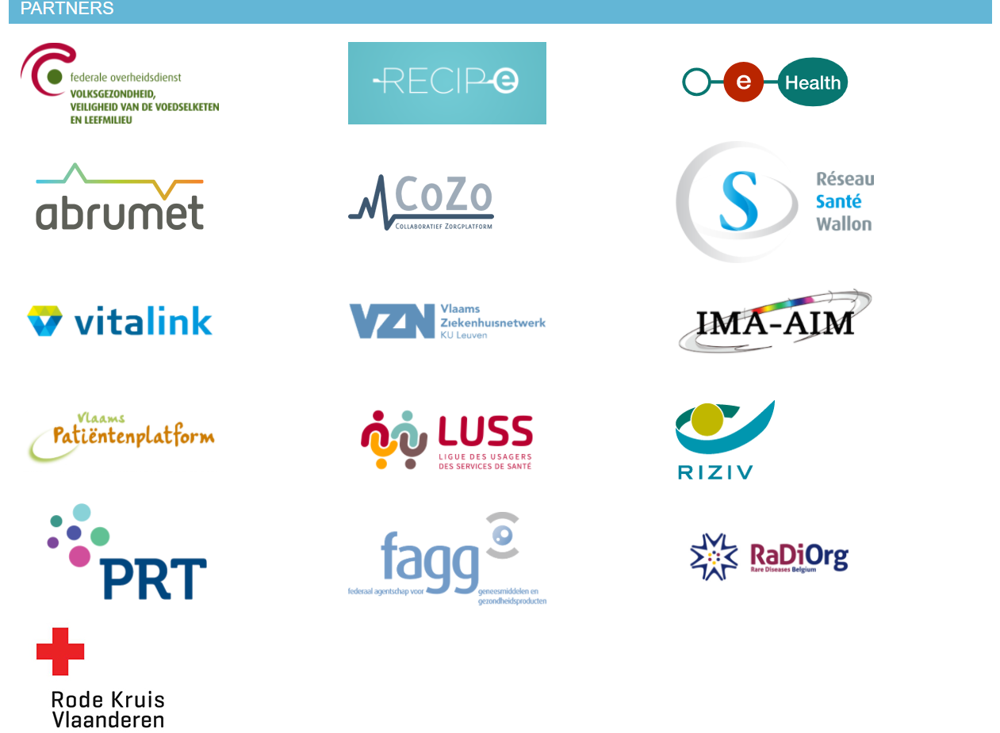 PARTNERS
federale overheidsdienst
VOLKSGEZONDHEID,
VEILIGHEID VAN DE VOEDSELKETEN
EN LEEFMILIEU
RECIP-e
e Health
abrumet
CoZo
COLLABORATIEF ZORGPLATFORM
S
Réseau
Santé
Wallon
vitalink
VZN
Vlaams
Ziekenhuisnetwerk
KU Leuven
IMA-AIM
Vlaams
Patiëntenplatform
LUSS
LIGUE DES USAGERS
DES SERVICES DE SANTÉ
RIZIV
PRT
fagg
federaal agentschap voor geneesmiddelen en
gezondheidsproducten
RaDiOrg
Rare Diseases Belgium
Rode Kruis
Vlaanderen